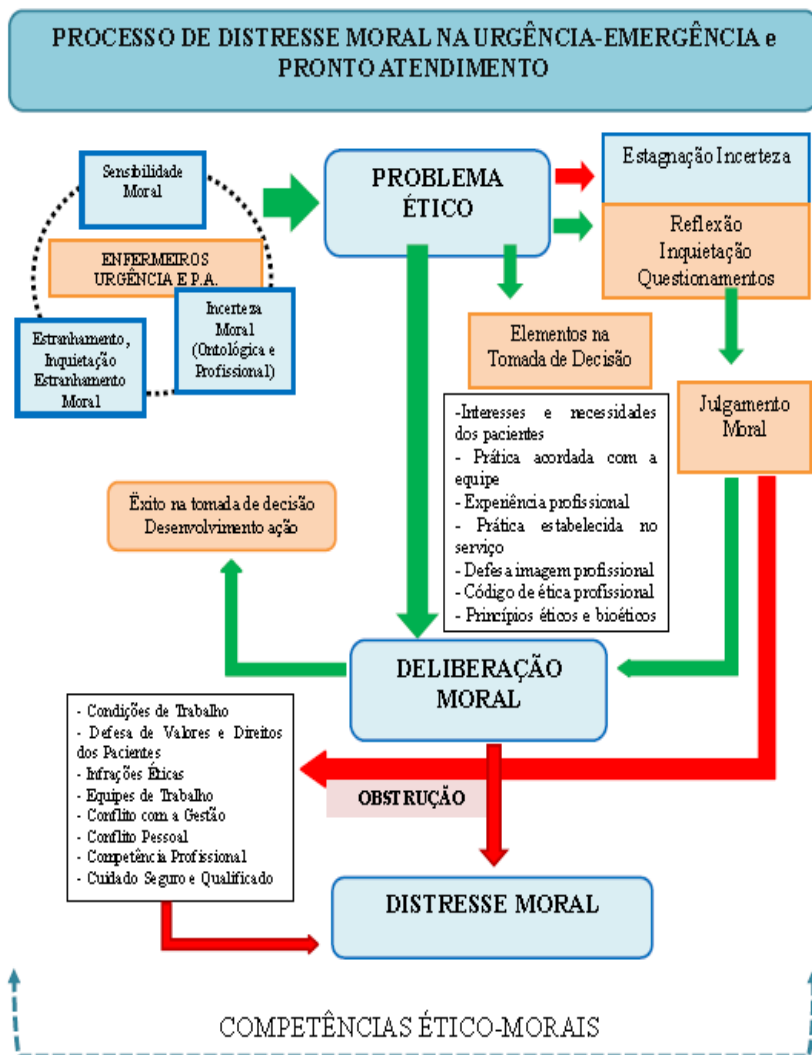 PROCESSO DE DISTRESSE MORAL NA URGÊNCIA-EMERGÊNCIA e
PRONTO ATENDIMENTO
Sensibilidade
Moral
ENFERMEIROS
URGÊNCIA E P.A.
Incerteza
Moral
(Ontológica e
Profissional)
Estranhamento,
Inquietação
Estranhamento
Moral
PROBLEMA
ÉTICO
Estagnação Incerteza
Reflexão
Inquietação
Questionamentos
Elementos na
Tomada de Decisão
-Interesses e necessidades
dos pacientes
- Prática acordada com a
equipe
- Experiência profissional
- Prática estabelecida no
serviço
- Defesa imagem profissional
- Código de ética profissional
- Princípios éticos e bioéticos
Julgamento
Moral
Ëxito na tomada de decisão
Desenvolvimento ação
DELIBERAÇÃO
MORAL
- Condições de Trabalho
- Defesa de Valores e Direitos
dos Pacientes
- Infrações Éticas
- Equipes de Trabalho
- Conflito com a Gestão
- Conflito Pessoal
- Competência Profissional
- Cuidado Seguro e Qualificado
OBSTRUÇÃO
DISTRESSE MORAL
COMPETÊNCIAS ÉTICO-MORAIS